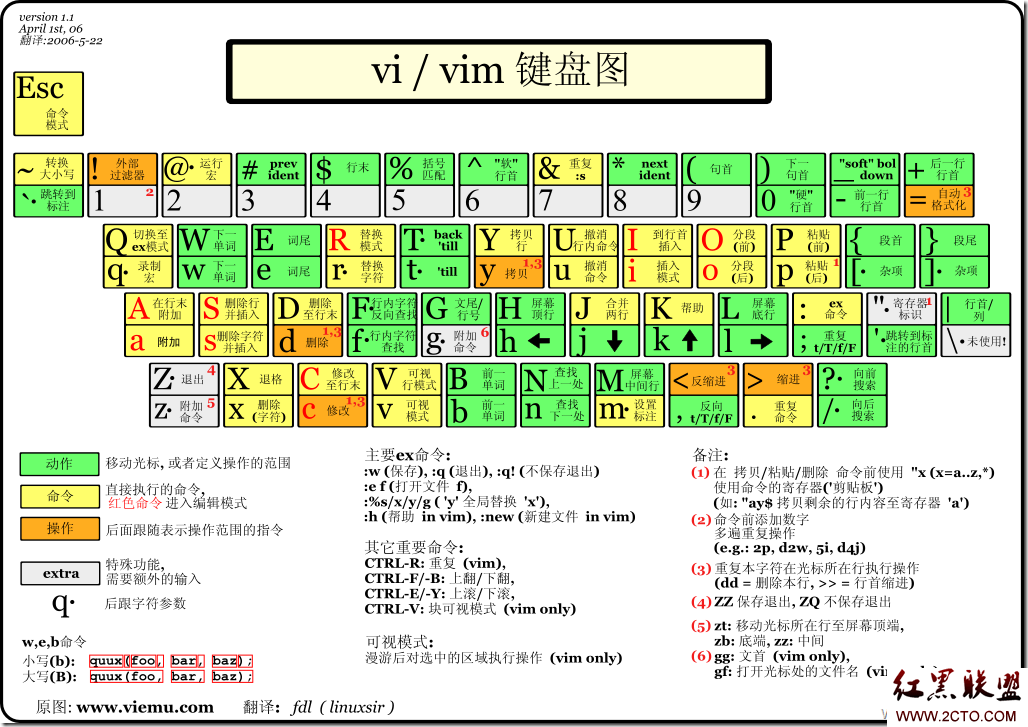 version 1.1
April 1st, 06
翻译:2006-5-22
vi / vim 键盘图
Esc
命令
模式
~ 转换
大小写
`· 跳转到
标注
! 外部
过滤器
1 2
@· 运行
宏
2
# prev
ident
3
$ 行末
4
% 括号
匹配
5
^ "软"
行首
6
& 重复
:s
7
* next
ident
8
( 句首
9
) 下一
句首
0 "硬"
行首
"soft" bol
_ down
- 前一行
行首
+ 后一行
行首
= 自动 3
格式化
Q 切换至
ex模式
q· 录制
宏
W 下一
单词
w 下一
单词
E 词尾
e 词尾
R 替换
模式
r· 替换
字符
T· back
'till
t· 'till
Y 拷贝
行
y 拷贝 1,3
U 撤消
行内命令
u 撤消
命令
I 到行首
插入
i 插入
模式
O 分段
(前)
o 分段
(后)
P 粘贴
(前)
p 粘贴 1
(后)
{ 段首
[· 杂项
} 段尾
]· 杂项
A 在行末
附加
a 附加
S 删除行
并插入
s 删除字符
并插入
D 删除
至行末
d 删除 1,3
F· 行内字符
反向查找
f· 行内字符
查找
G 文尾/
行号
g· 附加 6
命令
H 屏幕
顶行
h ←
J 合并
两行
j ↓
K 帮助
k ↑
L 屏幕
底行
l →
: ex
命令
; 重复
t/T/f/F
"· 寄存器 1
标识
'· 跳转到标
注的行首
| 行首/
列
\· 未使用!
Z· 退出 4
z· 附加 5
命令
X 退格
x 删除
(字符)
C 修改
至行末
c 修改 1,3
V 可视
行模式
v 可视
模式
B 前一
单词
b 前一
单词
N 查找
上一处
n 查找
下一处
M 屏幕
中间行
m· 设置
标注
< 反缩进 3
, 反向
t/T/f/F
> 缩进 3
. 重复
命令
?· 向前
搜索
/· 向后
搜索
动作 移动光标, 或者定义操作的范围
命令 直接执行的命令,
红色命令 进入编辑模式
操作 后面跟随表示操作范围的指令
extra 特殊功能,
需要额外的输入
q· 后跟字符参数
w,e,b命令
小写(b): quux(foo, bar, baz);
大写(B): quux(foo, bar, baz);
主要ex命令:
:w (保存), :q (退出), :q! (不保存退出)
:e f (打开文件 f),
:%s/x/y/g ( 'y' 全局替换 'x'),
:h (帮助 in vim), :new (新建文件 in vim)
其它重要命令:
CTRL-R: 重复 (vim),
CTRL-F/-B: 上翻/下翻,
CTRL-E/-Y: 上滚/下滚,
CTRL-V: 块可视模式 (vim only)
可视模式:
漫游后对选中的区域执行操作 (vim only)
备注:
(1) 在 拷贝/粘贴/删除 命令前使用 "x (x=a..z,*)
使用命令的寄存器('剪贴板')
(如: "ay$ 拷贝剩余的行内容至寄存器 'a')
(2) 命令前添加数字
多遍重复操作
(e.g.: 2p, d2w, 5i, d4j)
(3) 重复本字符在光标所在行执行操作
(dd = 删除本行, >> = 行首缩进)
(4) ZZ 保存退出, ZQ 不保存退出
(5) zt: 移动光标所在行至屏幕顶端,
zb: 底端, zz: 中间
(6) gg: 文首 (vim only),
gf: 打开光标处的文件名
原图: www.viemu.com 翻译: fdl ( linuxsir )
红黑联盟
WWW.2CTO.COM